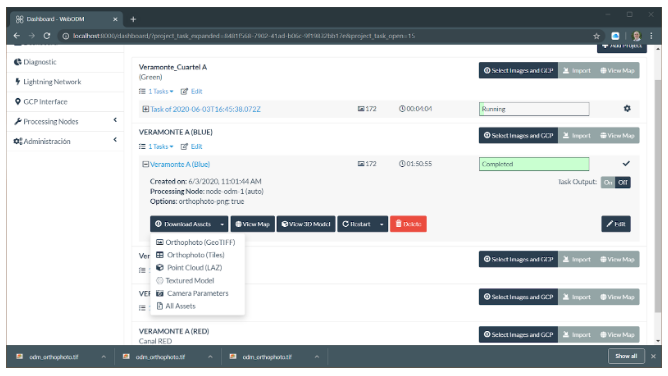 Dashboard - WebODM
localhost:8000/dashboard/?project_task_expanded=
&project_task_open=15
Add Project
Diagnostic
Lightning Network
GCP Interface
Processing Nodes
Administración
Veramonte_Cuartel A
(Green)
Select Images and GCP Import View Map
1 Tasks Edit
Task of 2020-06-03T16:45:38.072Z 172 00:04:04 Running
VERAMONTE A (BLUE)
Select Images and GCP Import View Map
1 Tasks Edit
Veramonte A (Blue) 172 01:50:55 Completed
Created on: 6/3/2020, 11:01:44 AM
Task Output: On Off
Processing Node: node-odm-1 (auto)
Options: orthophoto-png: true
Download Assets View Map View 3D Model Restart Delete Edit
Orthophoto (GeoTIFF)
Orthophoto (Tiles)
Point Cloud (LAZ)
Textured Model
Camera Parameters
All Assets
Ver
Select Images and GCP Import View Map
VER
Select Images and GCP Import View Map
VERAMONTE A (RED)
Canal RED
Select Images and GCP Import View Map
odm_orthophoto.tif odm_orthophoto.tif odm_orthophoto.tif Show all